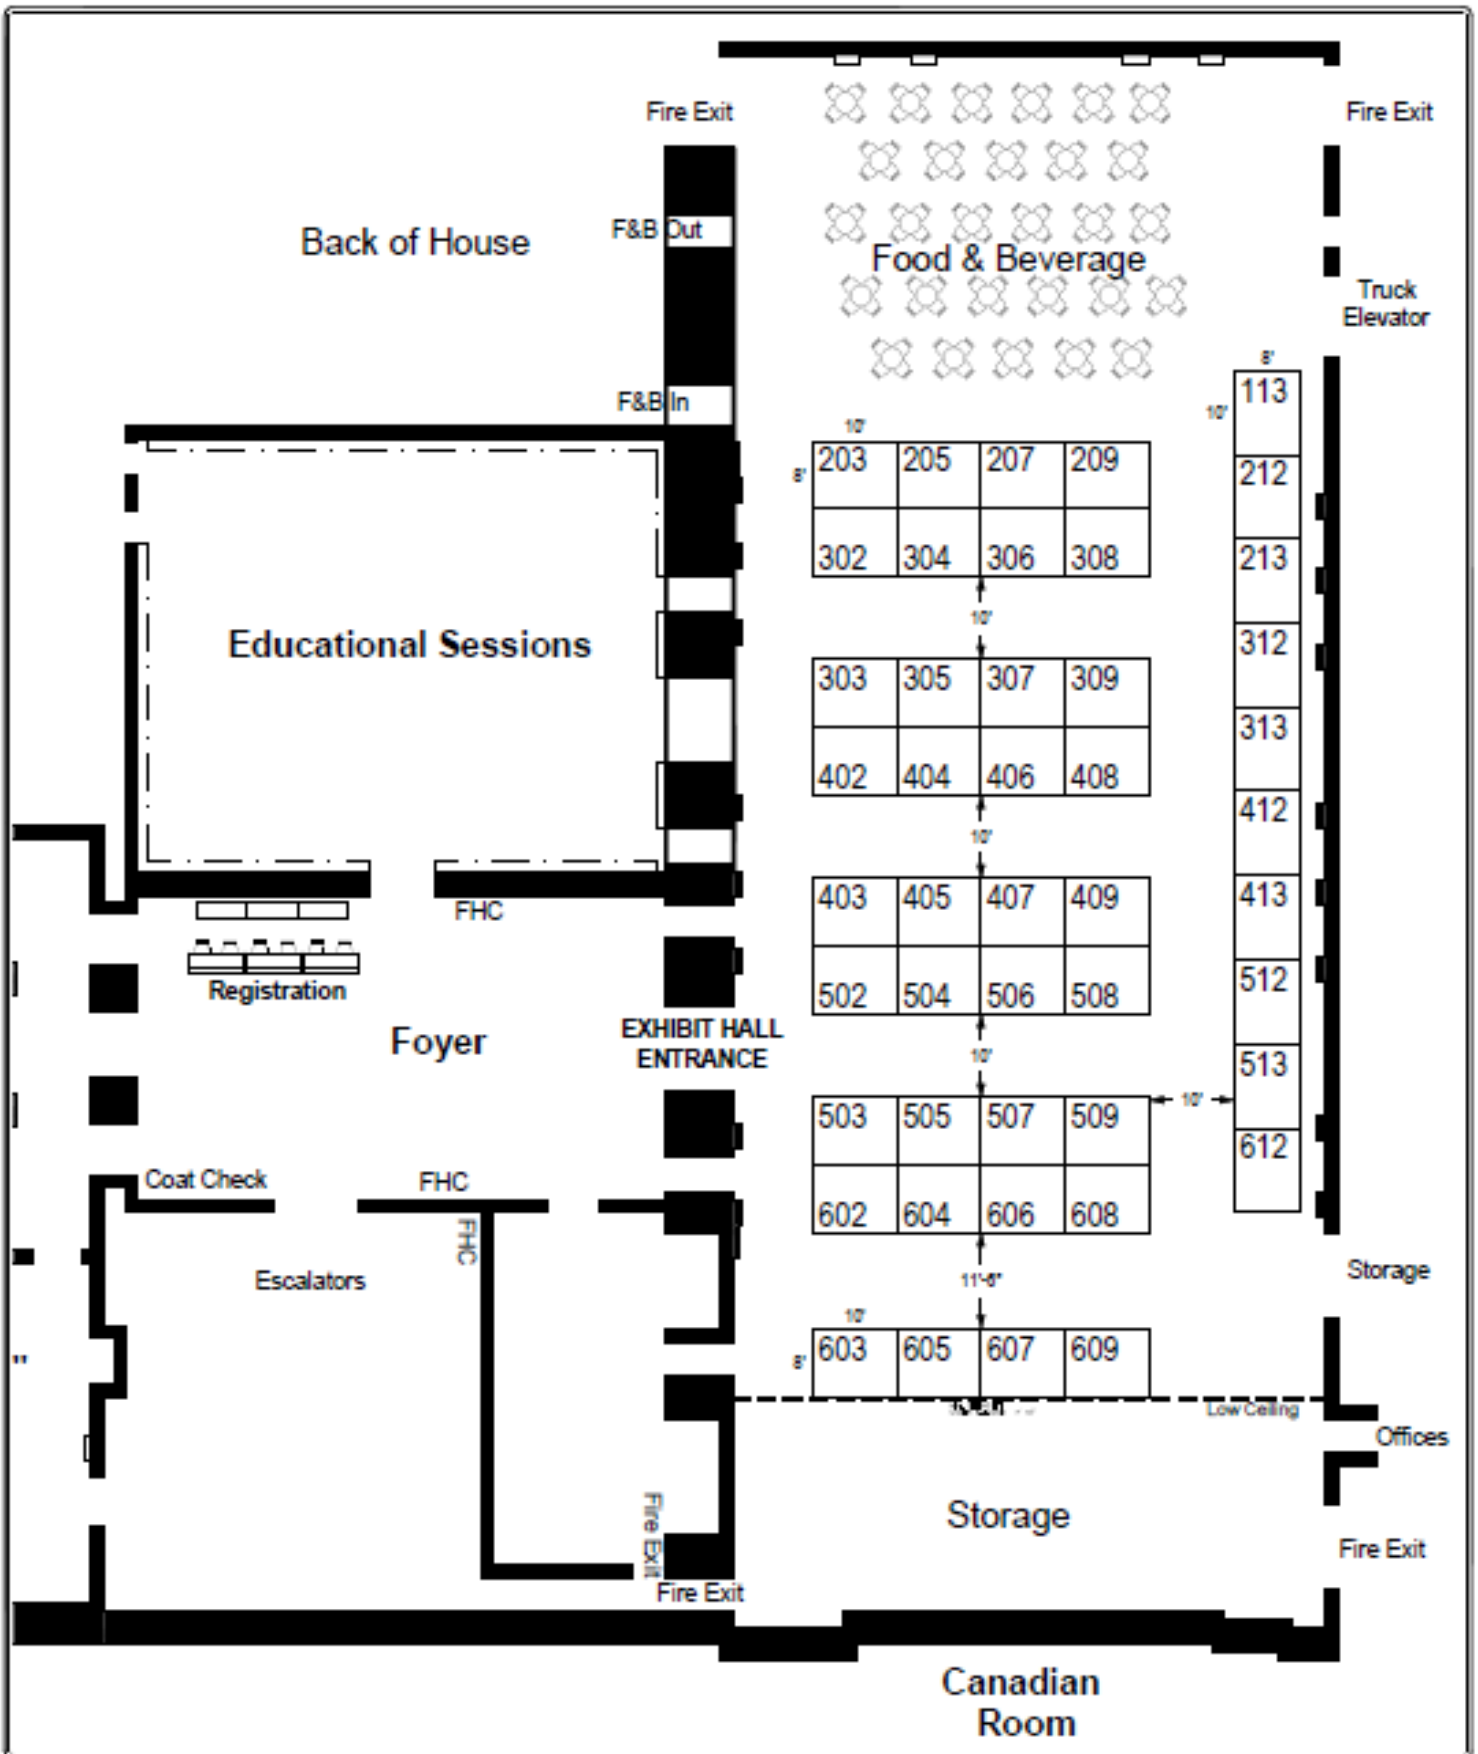 Fire Exit
Fire Exit
Back of House
F&B Out
Food & Beverage
Truck
Elevator
F&B In
8'
113
10'
10'
203 205 207 209
8'
212
302 304 306 308
213
10'
Educational Sessions
312
303 305 307 309
313
402 404 406 408
412
10'
403 405 407 409
413
FHC
Registration
502 504 506 508
512
Foyer
EXHIBIT HALL
ENTRANCE
10'
513
503 505 507 509
10'
612
Coat Check
FHC
602 604 606 608
FHC
Escalators
11'-6"
Storage
10'
603 605 607 609
8'
"
Low Ceiling
Offices
Storage
Fire Exit
Fire Exit
Fire Exit
Canadian
Room